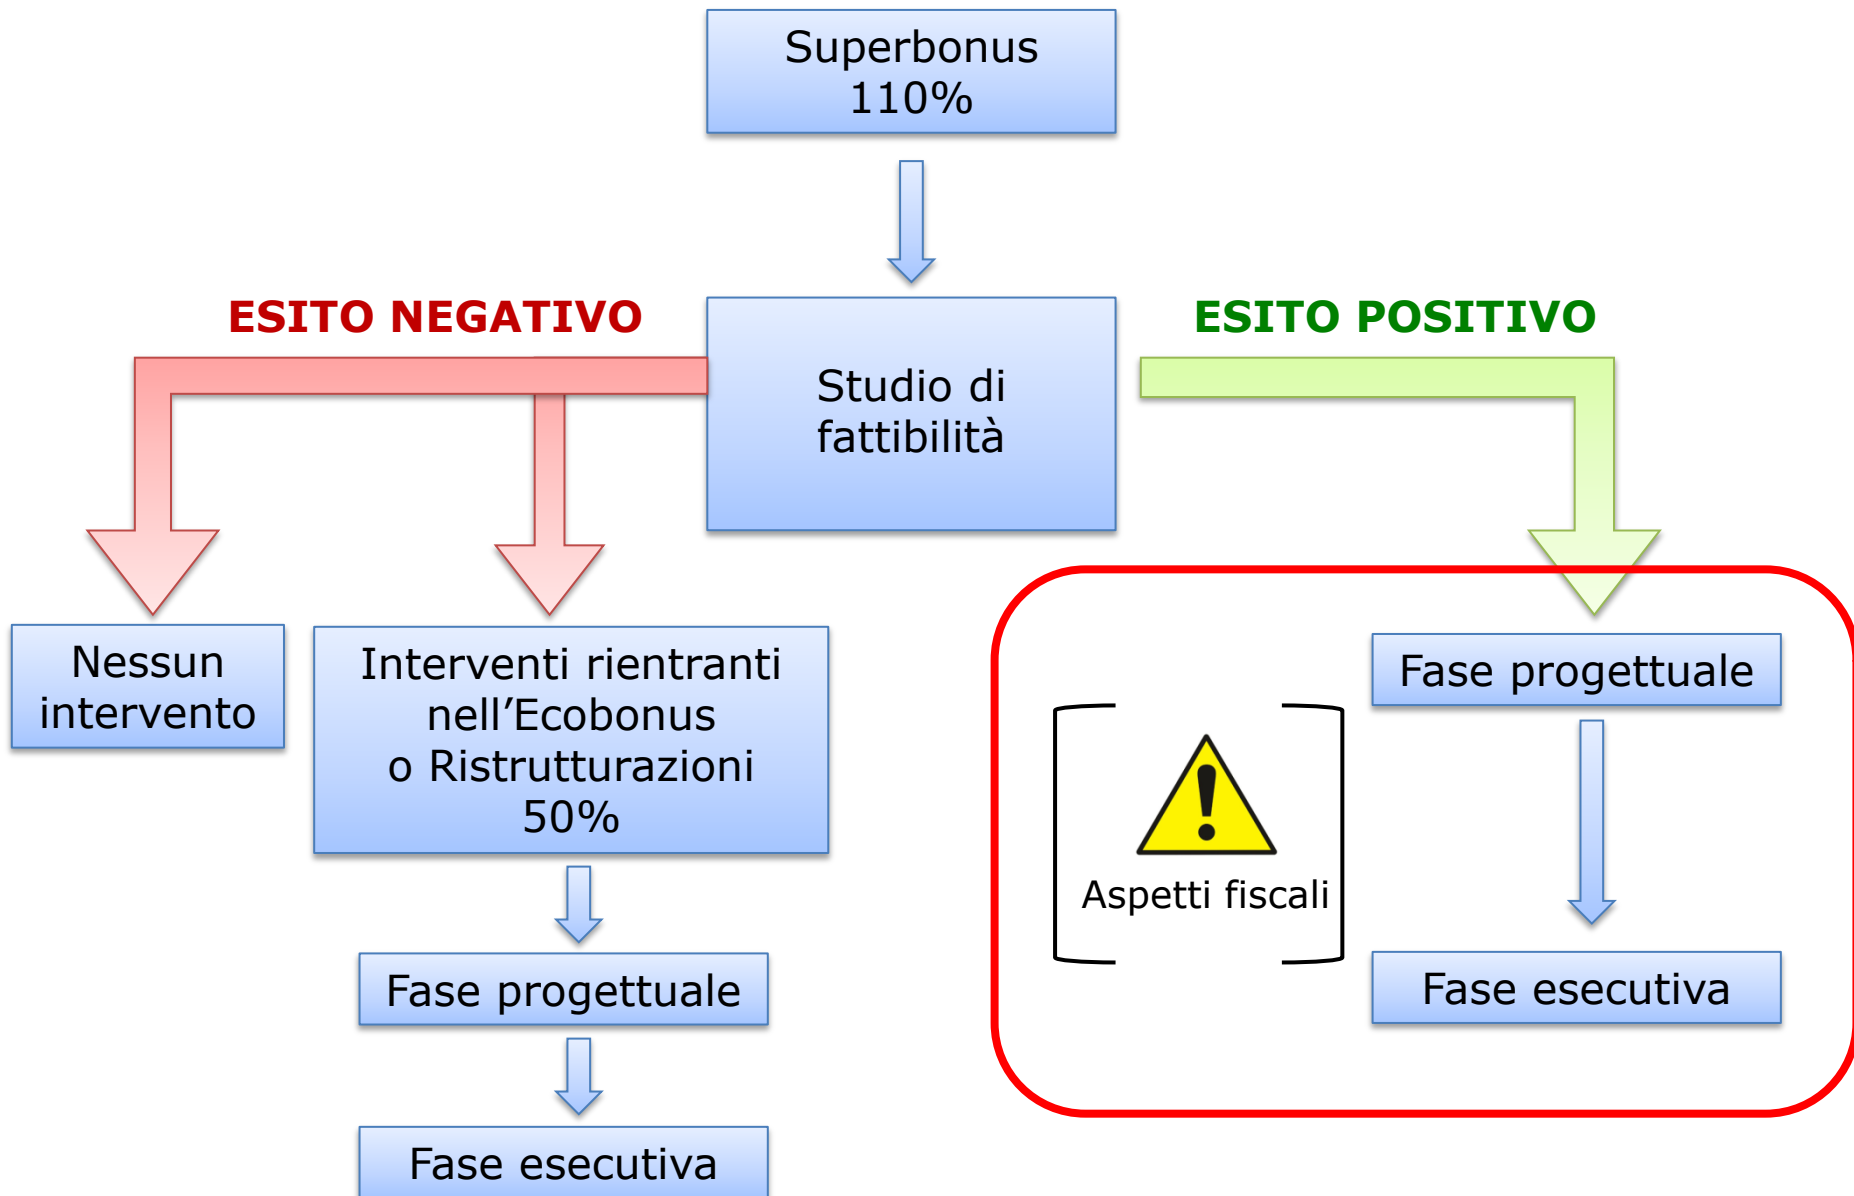 Superbonus
110%
ESITO NEGATIVO
ESITO POSITIVO
Studio di
fattibilità
Nessun
intervento
Interventi rientranti
nell’Ecobonus
o Ristrutturazioni
50%
Fase progettuale
Fase esecutiva
Aspetti fiscali
Fase progettuale
Fase esecutiva